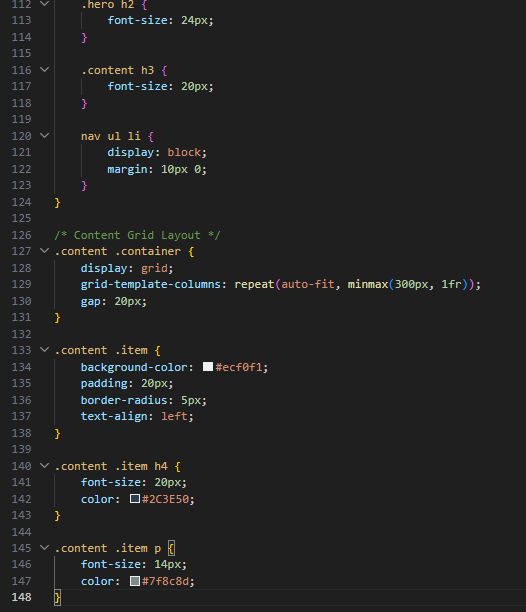 112 .hero h2 {
113 font-size: 24px;
114 }
115
116 .content h3 {
117 font-size: 20px;
118 }
119
120 nav ul li {
121 display: block;
122 margin: 10px 0;
123 }
124 }
125
126 /* Content Grid Layout */
127 .content .container {
128 display: grid;
129 grid-template-columns: repeat(auto-fit, minmax(300px, 1fr));
130 gap: 20px;
131 }
132
133 .content .item {
134 background-color: #ecf0f1;
135 padding: 20px;
136 border-radius: 5px;
137 text-align: left;
138 }
139
140 .content .item h4 {
141 font-size: 20px;
142 color: #2C3E50;
143 }
144
145 .content .item p {
146 font-size: 14px;
147 color: #7f8c8d;
148 }